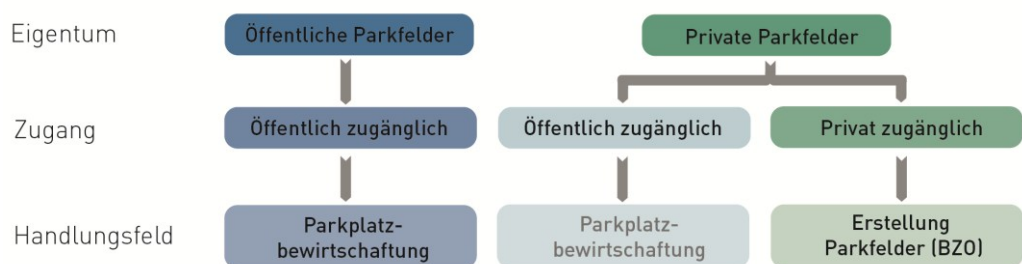 Eigentum
Öffentliche Parkfelder
Private Parkfelder
Zugang
Öffentlich zugänglich
Öffentlich zugänglich
Privat zugänglich
Handlungsfeld
Parkplatz-
bewirtschaftung
Parkplatz-
bewirtschaftung
Erstellung
Parkfelder (BZO)